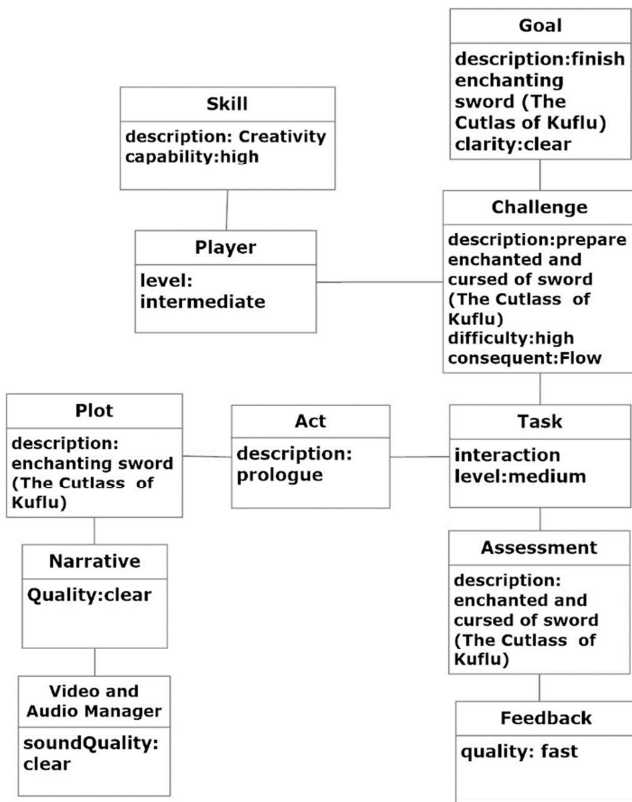 Goal
description:finish
enchanting
sword (The
Cutlas of Kuflu)
clarity:clear
Skill
description: Creativity
capability:high
Challenge
description:prepare
enchanted and
cursed of sword
(The Cutlass of
Kuflu)
difficulty:high
consequent:Flow
Player
level:
intermediate
Plot
description:
enchanting sword
(The Cutlass of
Kuflu)
Act
description:
prologue
Task
interaction
level:medium
Narrative
Quality:clear
Assessment
description:
enchanted and
cursed of sword
(The Cutlass of
Kuflu)
Video and
Audio Manager
soundQuality:
clear
Feedback
quality: fast